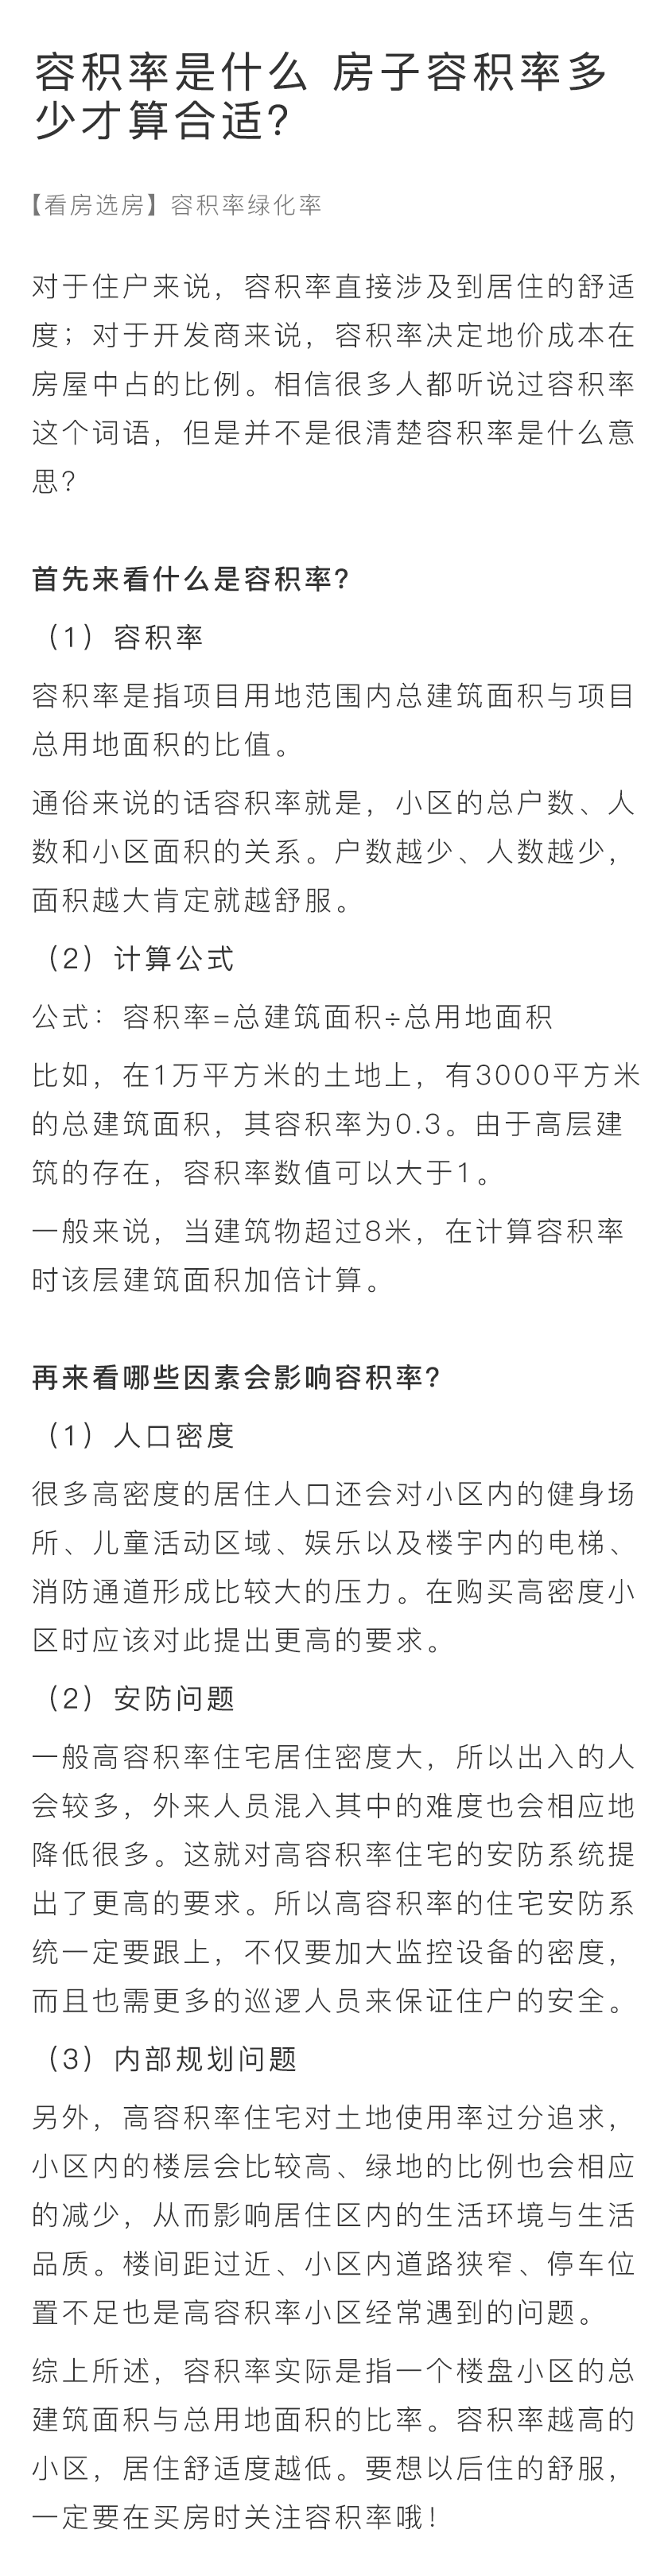 容积率是什么 房子容积率多
少才算合适？
【看房选房】容积率绿化率
对于住户来说，容积率直接涉及到居住的舒适
度；对于开发商来说，容积率决定地价成本在
房屋中占的比例。相信很多人都听说过容积率
这个词语，但是并不是很清楚容积率是什么意
思？
首先来看什么是容积率？
（1）容积率
容积率是指项目用地范围内总建筑面积与项目
总用地面积的比值。
通俗来说的话容积率就是，小区的总户数、人
数和小区面积的关系。户数越少、人数越少，
面积越大肯定就越舒服。
（2）计算公式
公式：容积率=总建筑面积÷总用地面积
比如，在1万平方米的土地上，有3000平方米
的总建筑面积，其容积率为0.3。由于高层建
筑的存在，容积率数值可以大于1。
一般来说，当建筑物超过8米，在计算容积率
时该层建筑面积加倍计算。
再来看哪些因素会影响容积率？
（1）人口密度
很多高密度的居住人口还会对小区内的健身场
所、儿童活动区域、娱乐以及楼宇内的电梯、
消防通道形成比较大的压力。在购买高密度小
区时应该对此提出更高的要求。
（2）安防问题
一般高容积率住宅居住密度大，所以出入的人
会较多，外来人员混入其中的难度也会相应地
降低很多。这就对高容积率住宅的安防系统提
出了更高的要求。所以高容积率的住宅安防系
统一定要跟上，不仅要加大监控设备的密度，
而且也需更多的巡逻人员来保证住户的安全。
（3）内部规划问题
另外，高容积率住宅对土地使用率过分追求，
小区内的楼层会比较高、绿地的比例也会相应
的减少，从而影响居住区内的生活环境与生活
品质。楼间距过近、小区内道路狭窄、停车位
置不足也是高容积率小区经常遇到的问题。
综上所述，容积率实际是指一个楼盘小区的总
建筑面积与总用地面积的比率。容积率越高的
小区，居住舒适度越低。要想以后住的舒服，
一定要在买房时关注容积率哦！